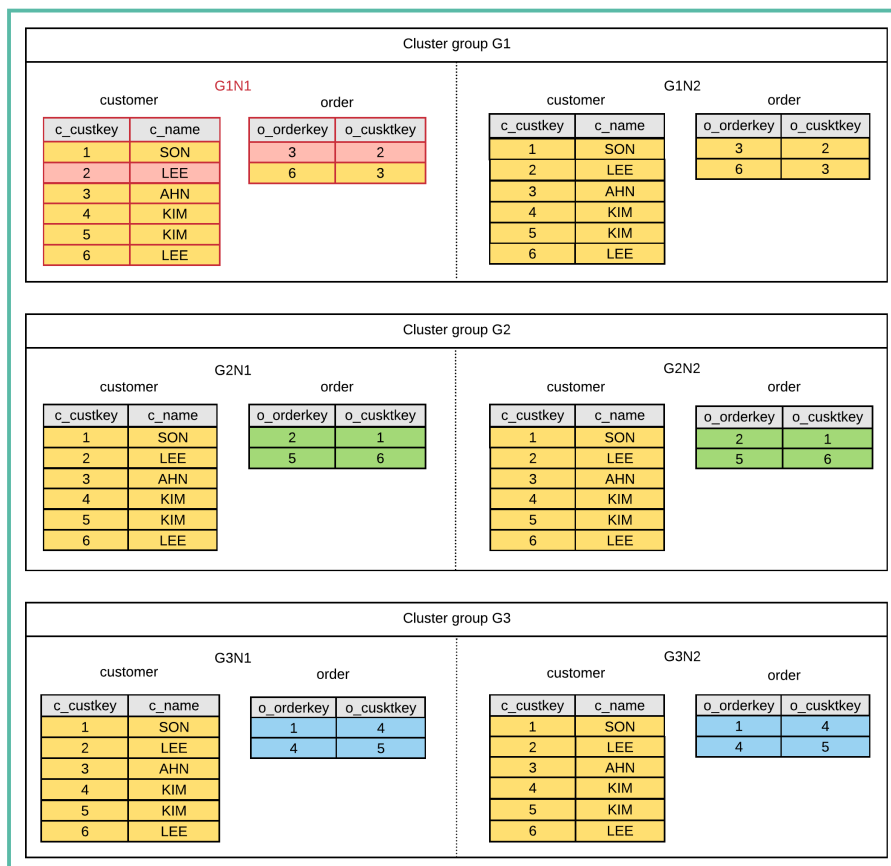 Cluster group G1
G1N1
customer order
c_custkey c_name o_orderkey o_cusktkey
1 SON 3 2
2 LEE 6 3
3 AHN
4 KIM
5 KIM
6 LEE
G1N2
customer order
c_custkey c_name o_orderkey o_cusktkey
1 SON 3 2
2 LEE 6 3
3 AHN
4 KIM
5 KIM
6 LEE
Cluster group G2
G2N1
customer order
c_custkey c_name o_orderkey o_cusktkey
1 SON 2 1
2 LEE 5 6
3 AHN
4 KIM
5 KIM
6 LEE
G2N2
customer order
c_custkey c_name o_orderkey o_cusktkey
1 SON 2 1
2 LEE 5 6
3 AHN
4 KIM
5 KIM
6 LEE
Cluster group G3
G3N1
customer order
c_custkey c_name o_orderkey o_cusktkey
1 SON 1 4
2 LEE 4 5
3 AHN
4 KIM
5 KIM
6 LEE
G3N2
customer order
c_custkey c_name o_orderkey o_cusktkey
1 SON 1 4
2 LEE 4 5
3 AHN
4 KIM
5 KIM
6 LEE